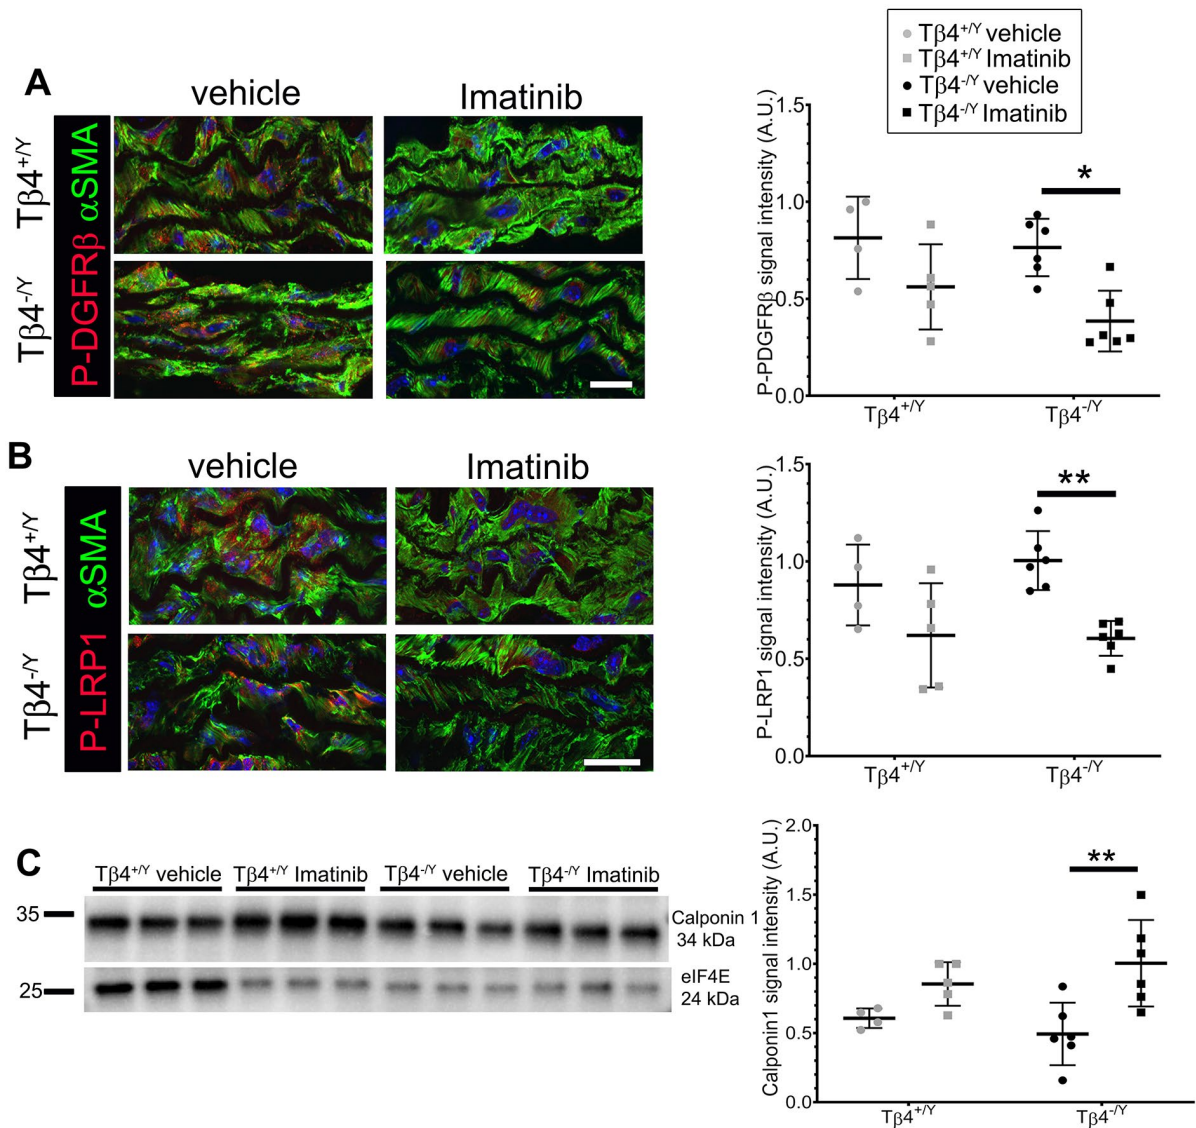 Tβ4+/Y vehicle
Tβ4+/Y Imatinib
Tβ4-/Y vehicle
Tβ4-/Y Imatinib
A
vehicle
Imatinib
Tβ4+/Y
Tβ4-/Y
P-DGFRβ αSMA
P-PDGFRβ signal intensity (A.U.)
1.5
1.0
0.5
0.0
*
Tβ4+/Y
Tβ4-/Y
B
vehicle
Imatinib
Tβ4+/Y
Tβ4-/Y
P-LRP1 αSMA
P-LRP1 signal intensity (A.U.)
1.5
1.0
0.5
0.0
**
Tβ4+/Y
Tβ4-/Y
C
Tβ4+/Y vehicle
Tβ4+/Y Imatinib
Tβ4-/Y vehicle
Tβ4-/Y Imatinib
35
Calponin 1
34 kDa
25
eIF4E
24 kDa
Calponin1 signal intensity (A.U.)
2.0
1.5
1.0
0.5
0.0
**
Tβ4+/Y
Tβ4-/Y